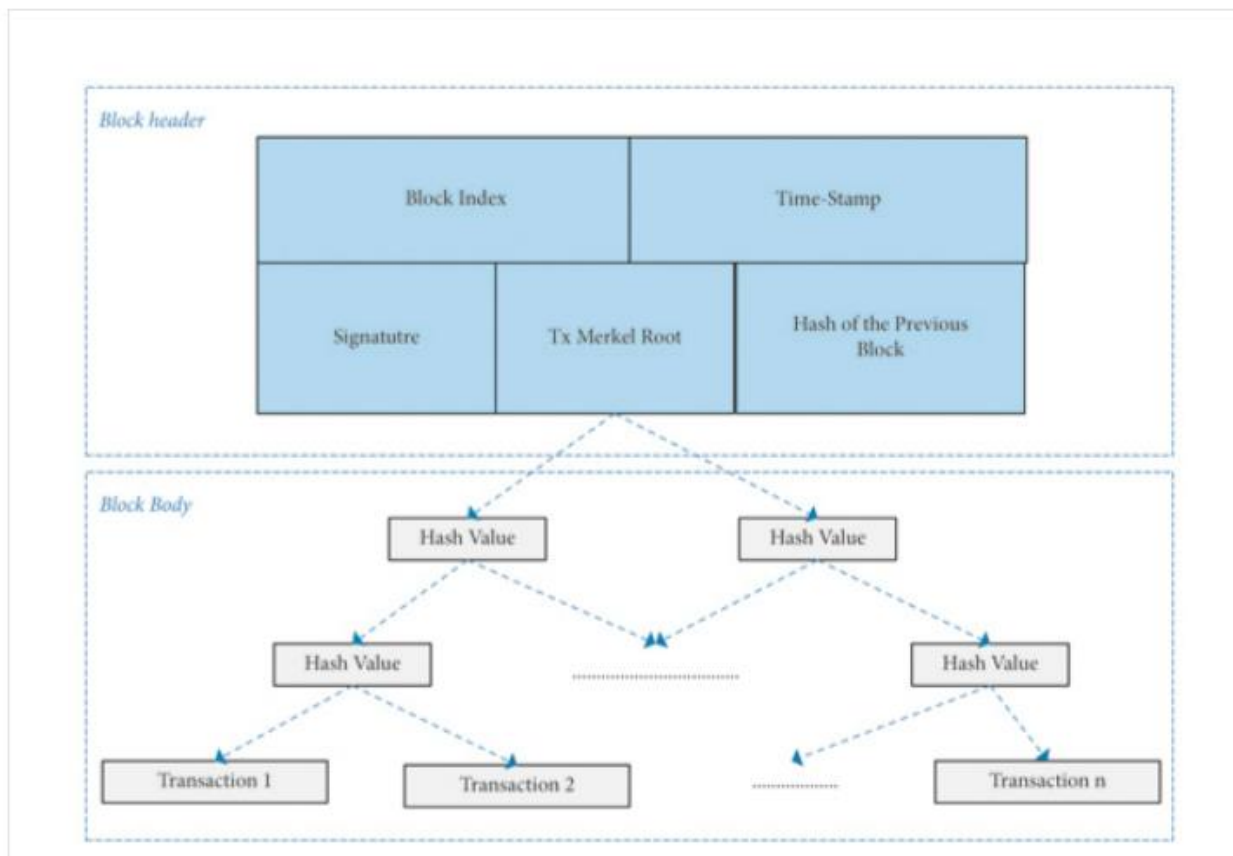 Block header
Block Index
Time-Stamp
Signatutre
Tx Merkel Root
Hash of the Previous
Block
Block Body
Hash Value
Hash Value
Hash Value
Hash Value
Transaction 1
Transaction 2
Transaction n